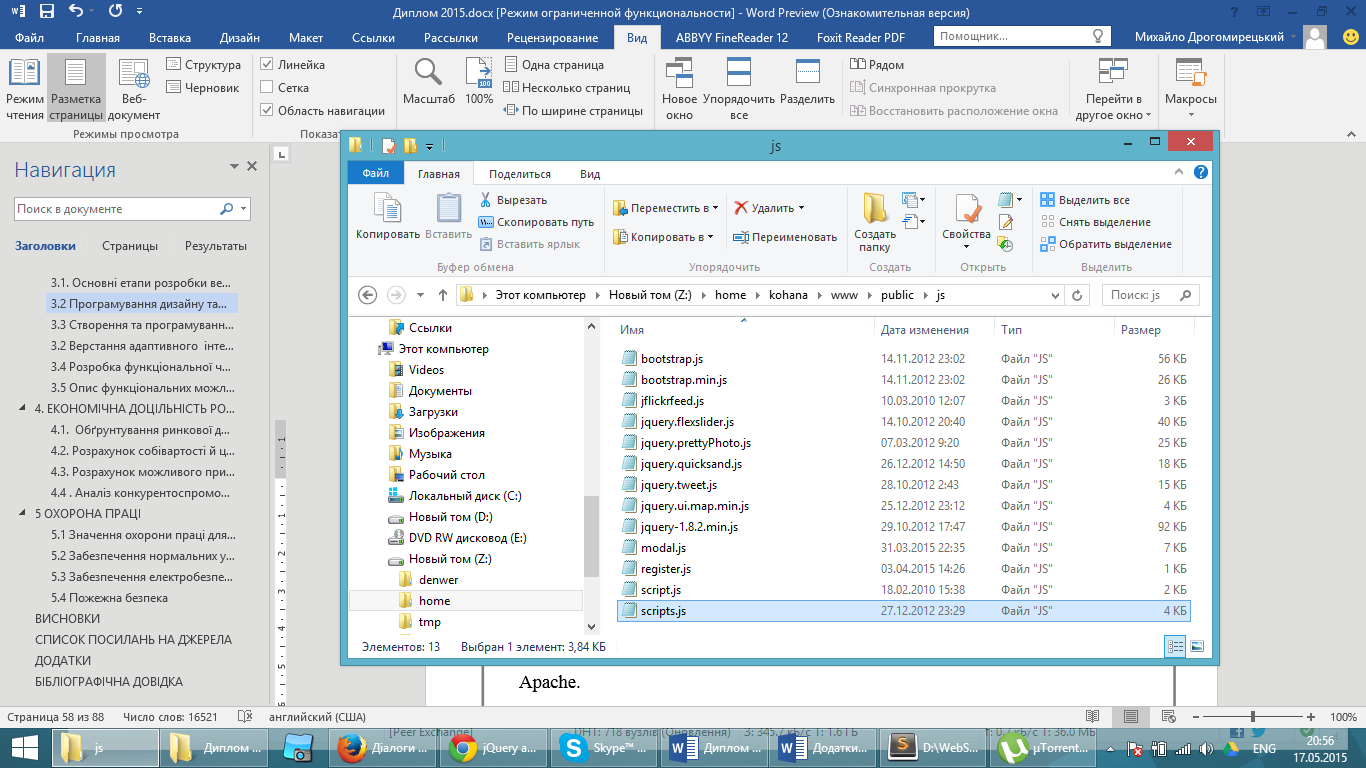 Диплом 2015.docx [Режим ограниченной функциональности] - Word Preview (Ознакомительная версия)
Файл Главная Вставка Дизайн Макет Ссылки Рассылки Рецензирование Вид ABBYY FineReader 12 Foxit Reader PDF Помощник... Михайло Дрогомирецький
Режим чтения
Разметка страницы
Веб-документ
Структура
Черновик
Режимы просмотра
Линейка
Сетка
Область навигации
Показат
Масштаб
100%
Одна страница
Несколько страниц
По ширине страницы
Новое окно
Упорядочить все
Разделить
Рядом
Синхронная прокрутка
Восстановить расположение окна
Перейти в другое окно
Макросы
Навигация
Поиск в документе
Заголовки Страницы Результаты
3.1. Основні етапи розробки ве...
3.2 Програмування дизайну та...
3.3 Створення та програмуванн...
3.2 Верстання адаптивного інте...
3.4 Розробка функціональної ч...
3.5 Опис функціональних можл...
4. ЕКОНОМІЧНА ДОЦІЛЬНІСТЬ РО...
4.1. Обґрунтування ринкової д...
4.2. Розрахунок собівартості й ц...
4.3. Розрахунок можливого при...
4.4 . Аналіз конкурентоспромо...
5 ОХОРОНА ПРАЦІ
5.1 Значення охорони праці для...
5.2 Забезпечення нормальних у...
5.3 Забезпечення електробезпе...
5.4 Пожежна безпека
ВИСНОВКИ
СПИСОК ПОСИЛАНЬ НА ДЖЕРЕЛА
ДОДАТКИ
БІБЛІОГРАФІЧНА ДОВІДКА
js
Файл Главная Поделиться Вид
Копировать
Вставить
Вырезать
Скопировать путь
Вставить ярлык
Буфер обмена
Переместить в
Копировать в
Удалить
Переименовать
Упорядочить
Создать папку
Создать
Свойства
Открыть
Выделить все
Снять выделение
Обратить выделение
Выделить
Этот компьютер Новый том (Z:) home kohana www public js
Поиск: js
Ссылки
Этот компьютер
Videos
Документы
Загрузки
Изображения
Музыка
Рабочий стол
Локальный диск (C:)
Новый том (D:)
DVD RW дисковод (E:)
Новый том (Z:)
denwer
home
tmp
Имя Дата изменения Тип Размер
bootstrap.js 14.11.2012 23:02 Файл "JS" 56 КБ
bootstrap.min.js 14.11.2012 23:02 Файл "JS" 26 КБ
jflickrfeed.js 10.03.2010 12:07 Файл "JS" 3 КБ
jquery.flexslider.js 14.10.2012 20:40 Файл "JS" 40 КБ
jquery.prettyPhoto.js 07.03.2012 9:20 Файл "JS" 25 КБ
jquery.quicksand.js 26.12.2012 14:50 Файл "JS" 18 КБ
jquery.tweet.js 28.10.2012 2:43 Файл "JS" 15 КБ
jquery.ui.map.min.js 25.12.2012 23:12 Файл "JS" 4 КБ
jquery-1.8.2.min.js 29.10.2012 17:47 Файл "JS" 92 КБ
modal.js 31.03.2015 22:35 Файл "JS" 7 КБ
register.js 03.04.2015 14:26 Файл "JS" 1 КБ
script.js 18.02.2010 15:38 Файл "JS" 2 КБ
scripts.js 27.12.2012 23:29 Файл "JS" 4 КБ
Элементов: 13 Выбран 1 элемент: 3,84 КБ
Apache.
Страница 58 из 88 Число слов: 16521 английский (США) 100%
js Диплом ... Діалоги ... jQuery a... Skype™ ... Диплом ... Додатки... D:\WebS... µTorrent... ENG
20:56
17.05.2015